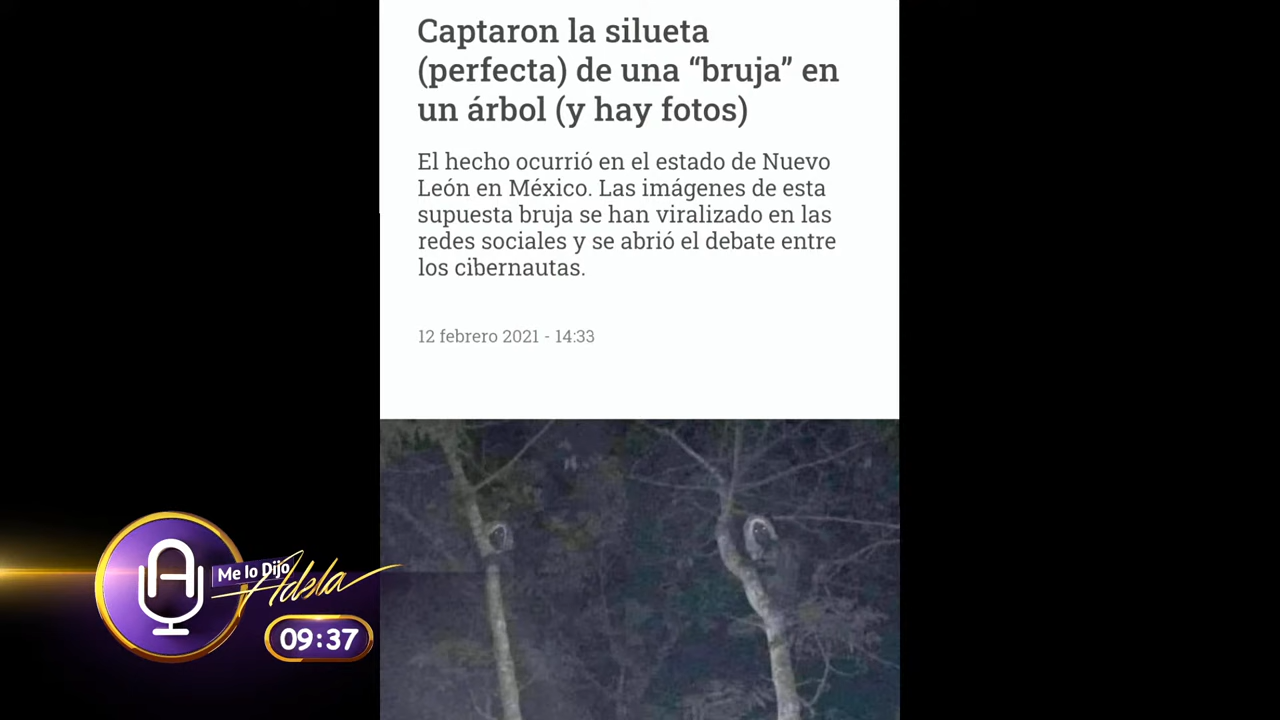 Captaron la silueta
(perfecta) de una “bruja” en
un árbol (y hay fotos)
El hecho ocurrió en el estado de Nuevo
León en México. Las imágenes de esta
supuesta bruja se han viralizado en las
redes sociales y se abrió el debate entre
los cibernautas.
12 febrero 2021 - 14:33
Me lo Dijo
Adela
09:37